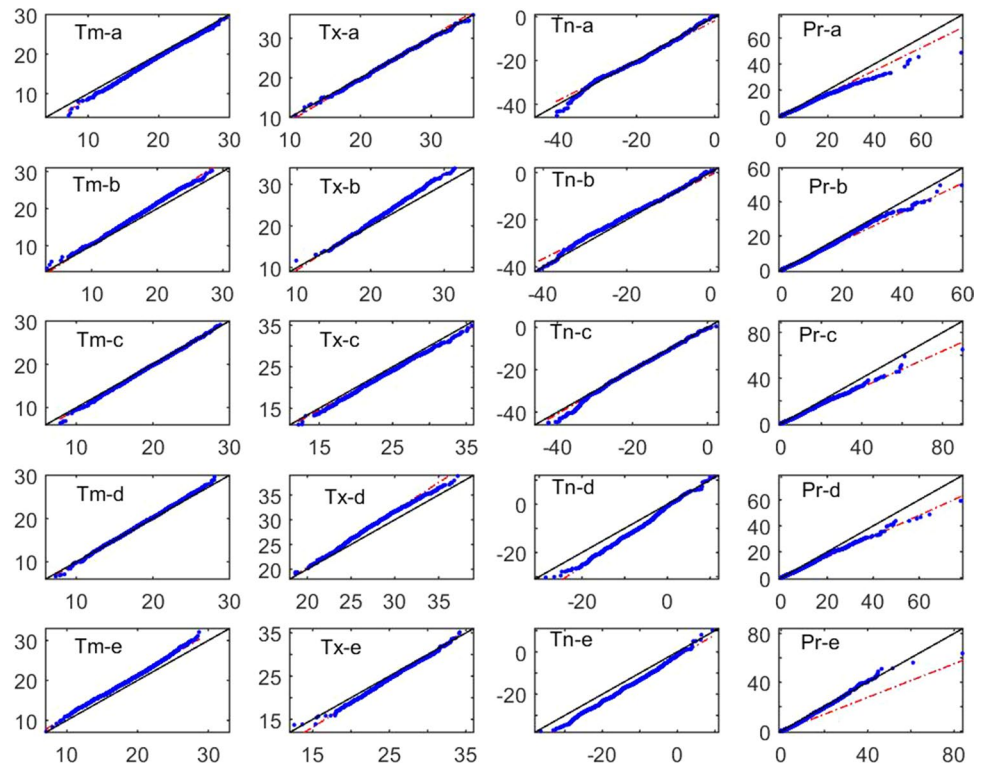 30 Tm-a
20
10
10 20 30
Tx-a
30
20
10
10 20 30
0 Tn-a
-20
-40
-40 -20 0
Pr-a
60
40
20
0
0 20 40 60
30 Tm-b
20
10
10 20 30
Tx-b
30
20
10
10 20 30
0 Tn-b
-20
-40
-40 -20 0
60 Pr-b
40
20
0
0 20 40 60
30 Tm-c
20
10
10 20 30
35 Tx-c
25
15
15 25 35
0 Tn-c
-20
-40
-40 -20 0
80 Pr-c
40
0
0 40 80
30 Tm-d
20
10
10 20 30
35 Tx-d
30
25
20
20 25 30 35
0 Tn-d
-20
-20 0
Pr-d
60
40
20
0
0 20 40 60
30 Tm-e
20
10
10 20 30
35 Tx-e
25
15
15 25 35
0 Tn-e
-20
-20 0
80 Pr-e
40
0
0 40 80